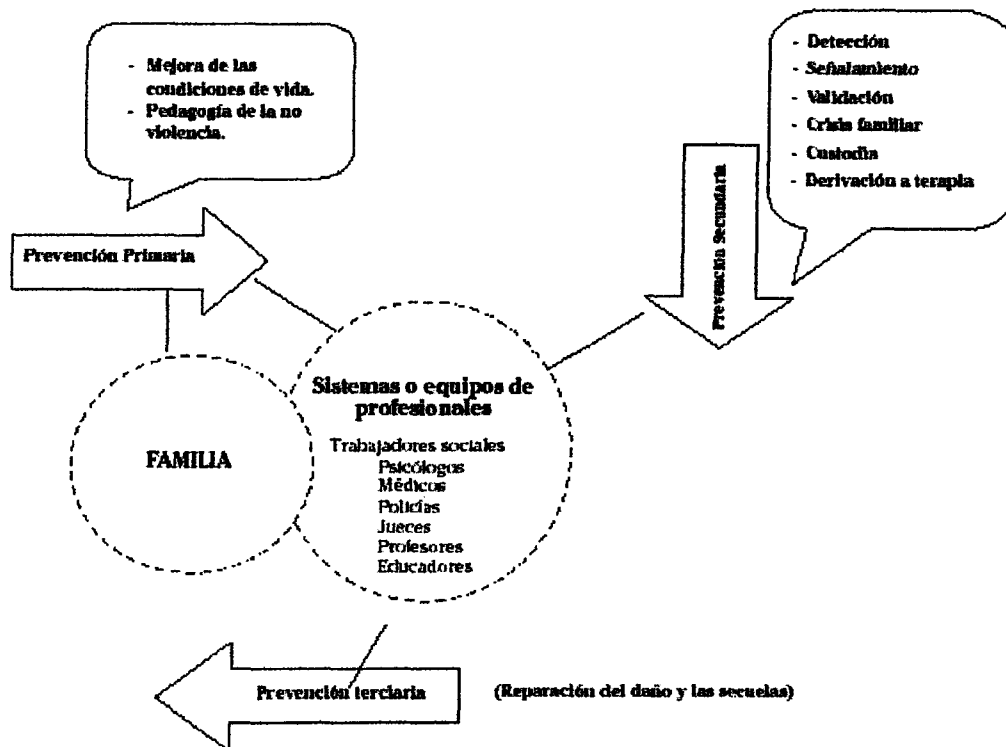 - Mejora de las
condiciones de vida.
- Pedagogía de la no
violencia.
- Detección
- Señalamiento
- Validación
- Crisis familiar
- Custodia
- Derivación a terapia
Prevención Primaria
Prevención Secundaria
Sistemas o equipos de
profesionales
Trabajadores sociales
Psicólogos
Médicos
Policías
Jueces
Profesores
Educadores
FAMILIA
Prevención terciaria
(Reparación del daño y las secuelas)